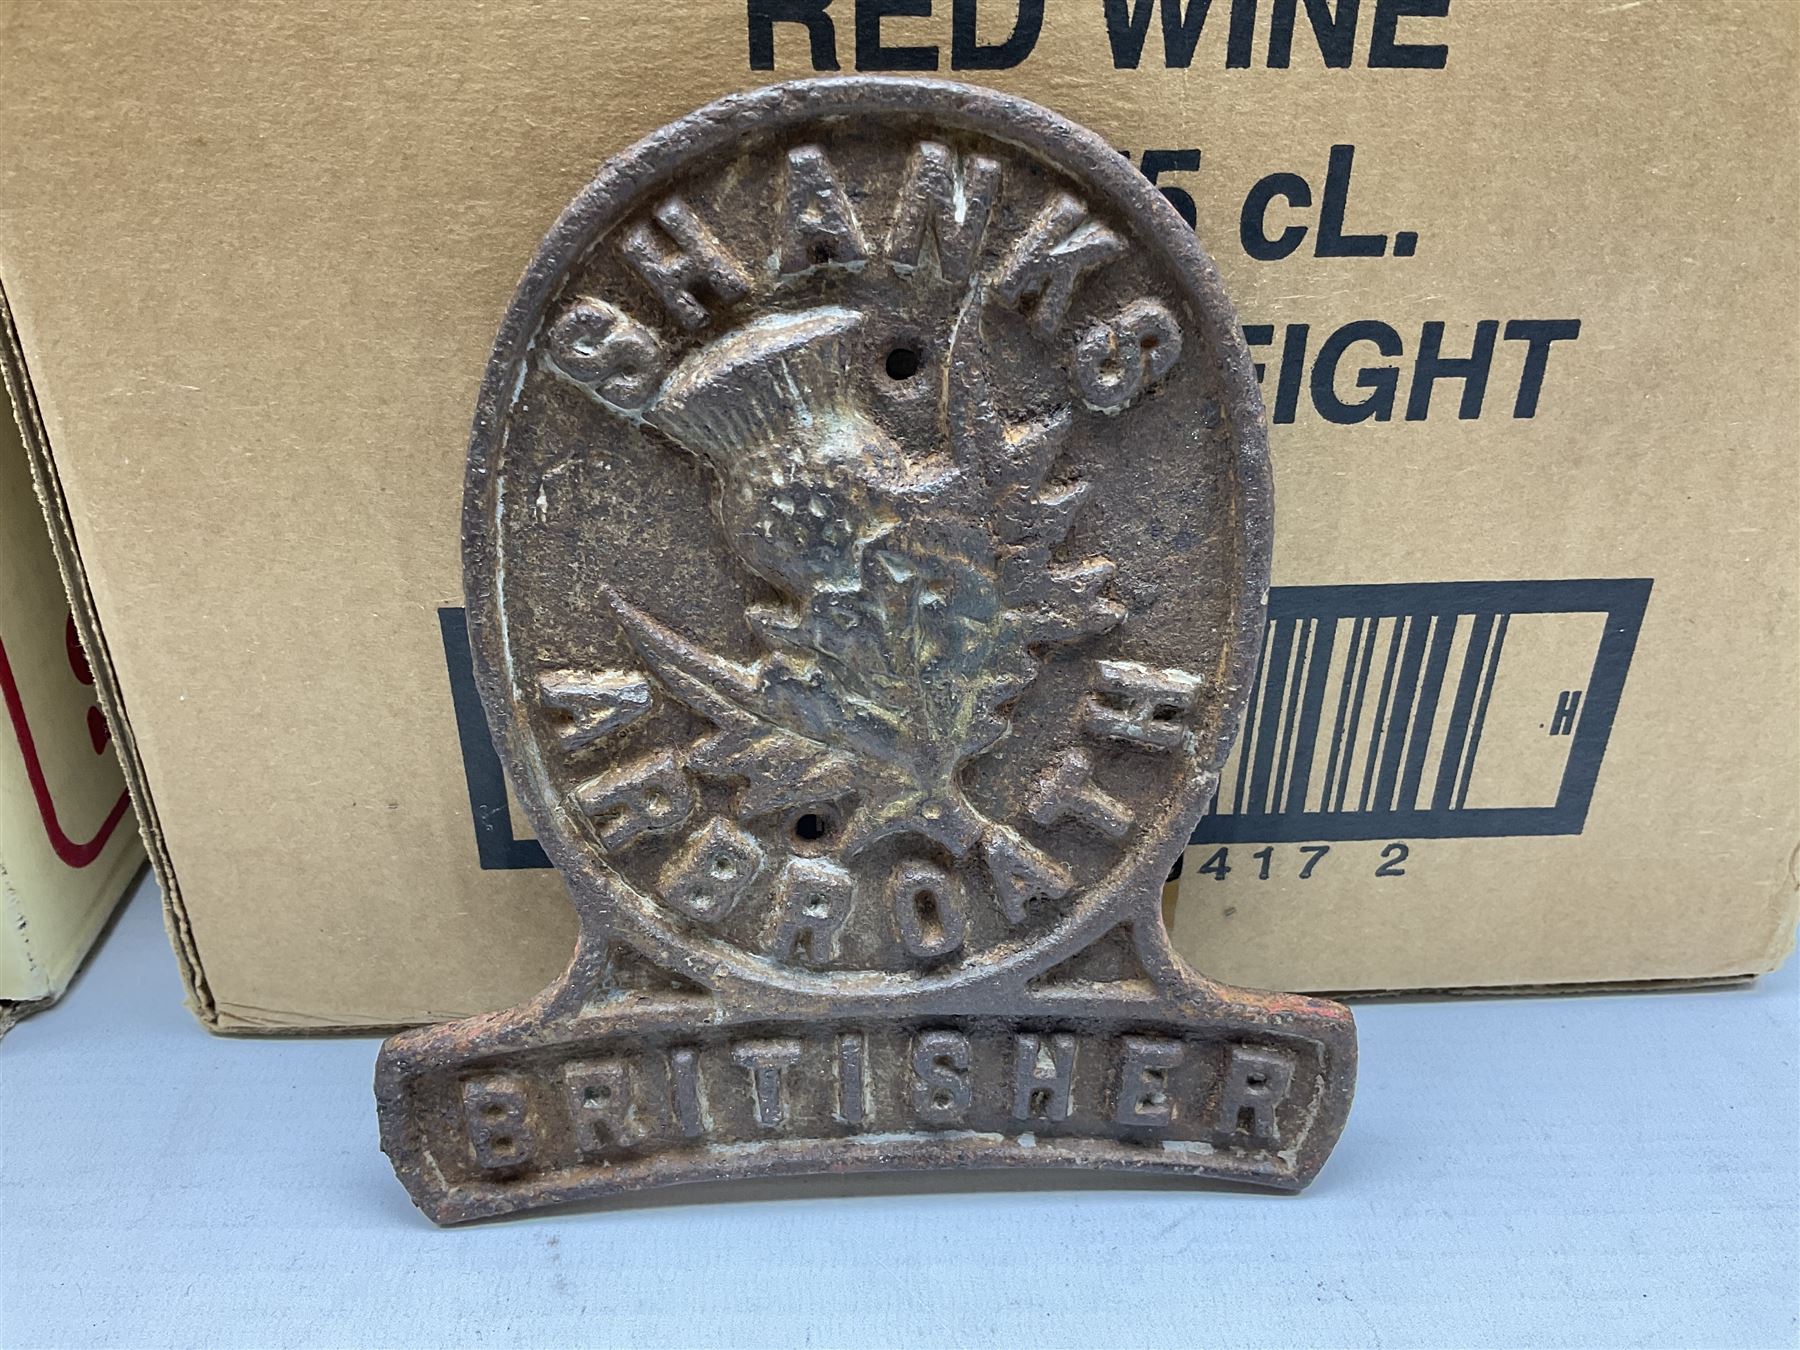 RED WINE
5 cL.
EIGHT
SHANKS
ARBROATH
BRITISHER
H
417 2